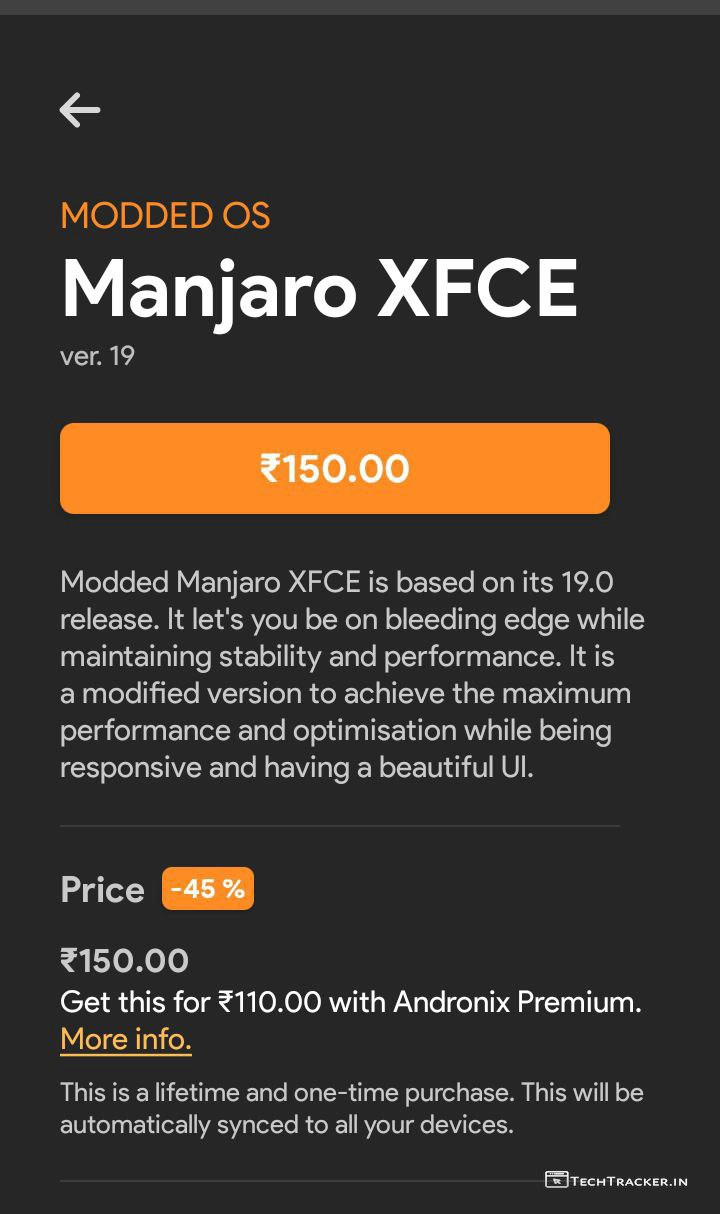 MODDED OS
Manjaro XFCE
ver. 19
₹150.00
Modded Manjaro XFCE is based on its 19.0
release. It let's you be on bleeding edge while
maintaining stability and performance. It is
a modified version to achieve the maximum
performance and optimisation while being
responsive and having a beautiful UI.
Price -45 %
₹150.00
Get this for ₹110.00 with Andronix Premium.
More info.
This is a lifetime and one-time purchase. This will be
automatically synced to all your devices.
TECHTRACKER.IN